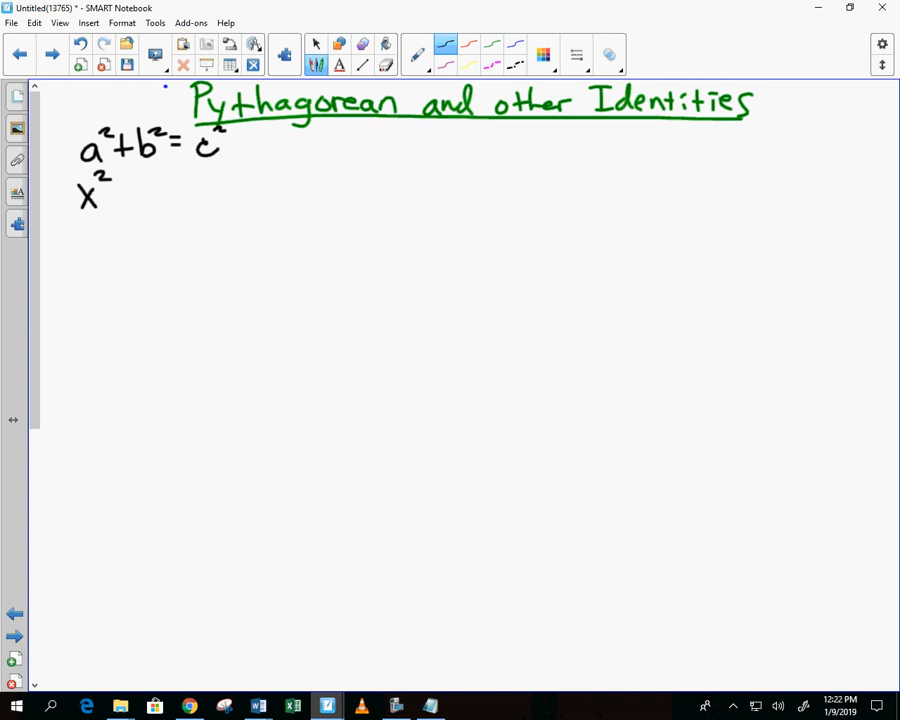 Untitled(13765) * - SMART Notebook
File Edit View Insert Format Tools Add-ons Help
Pythagorean and other Identities
a²+b²= c²
x²
12:22 PM
1/9/2019